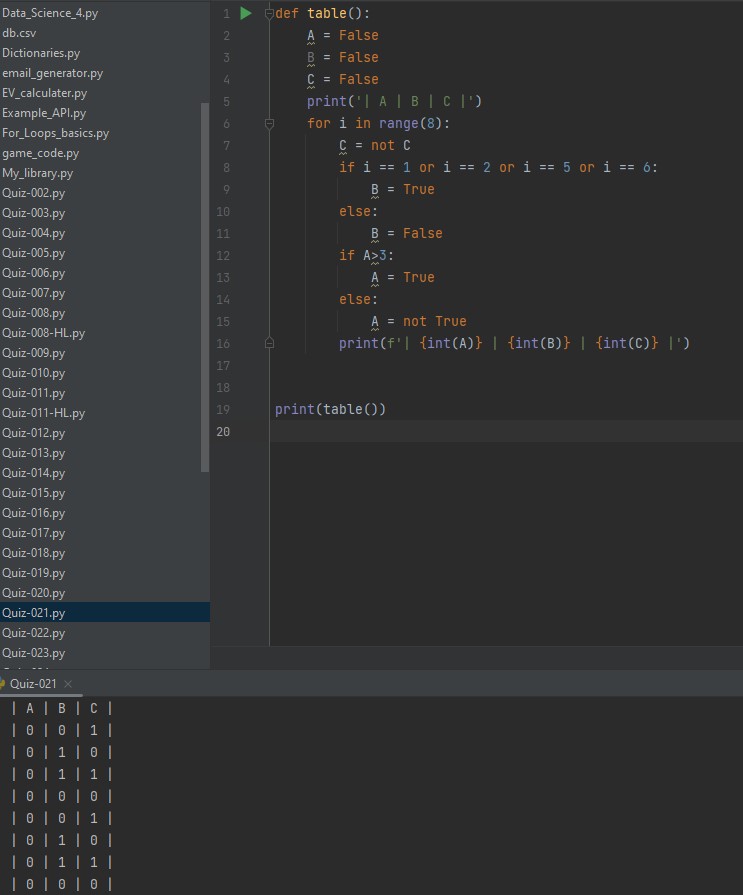 Data_Science_4.py
db.csv
Dictionaries.py
email_generator.py
EV_calculater.py
Example_API.py
For_Loops_basics.py
game_code.py
My_library.py
Quiz-002.py
Quiz-003.py
Quiz-004.py
Quiz-005.py
Quiz-006.py
Quiz-007.py
Quiz-008.py
Quiz-008-HL.py
Quiz-009.py
Quiz-010.py
Quiz-011.py
Quiz-011-HL.py
Quiz-012.py
Quiz-013.py
Quiz-014.py
Quiz-015.py
Quiz-016.py
Quiz-017.py
Quiz-018.py
Quiz-019.py
Quiz-020.py
Quiz-021.py
Quiz-022.py
Quiz-023.py
1 def table():
2     A = False
3     B = False
4     C = False
5     print('| A | B | C |')
6     for i in range(8):
7         C = not C
8         if i == 1 or i == 2 or i == 5 or i == 6:
9             B = True
10         else:
11             B = False
12         if A>3:
13             A = True
14         else:
15             A = not True
16         print(f'| {int(A)} | {int(B)} | {int(C)} |')
17
18
19 print(table())
20
Quiz-021 ×
| A | B | C |
| 0 | 0 | 1 |
| 0 | 1 | 0 |
| 0 | 1 | 1 |
| 0 | 0 | 0 |
| 0 | 0 | 1 |
| 0 | 1 | 0 |
| 0 | 1 | 1 |
| 0 | 0 | 0 |